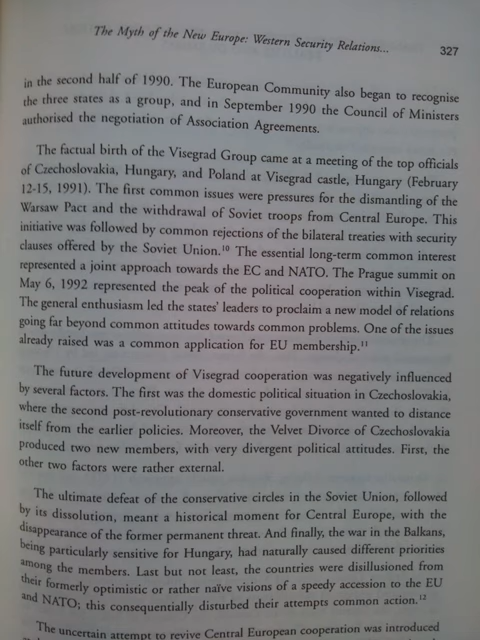 The Myth of the New Europe: Western Security Relations...
327
in the second half of 1990. The European Community also began to recognise
the three states as a group, and in September 1990 the Council of Ministers
authorised the negotiation of Association Agreements.
The factual birth of the Visegrad Group came at a meeting of the top officials
of Czechoslovakia, Hungary, and Poland at Visegrad castle, Hungary (February
12-15, 1991). The first common issues were pressures for the dismantling of the
Warsaw Pact and the withdrawal of Soviet troops from Central Europe. This
initiative was followed by common rejections of the bilateral treaties with security
clauses offered by the Soviet Union.¹⁰ The essential long-term common interest
represented a joint approach towards the EC and NATO. The Prague summit on
May 6, 1992 represented the peak of the political cooperation within Visegrad.
The general enthusiasm led the states' leaders to proclaim a new model of relations
going far beyond common attitudes towards common problems. One of the issues
already raised was a common application for EU membership.¹¹
The future development of Visegrad cooperation was negatively influenced
by several factors. The first was the domestic political situation in Czechoslovakia,
where the second post-revolutionary conservative government wanted to distance
itself from the earlier policies. Moreover, the Velvet Divorce of Czechoslovakia
produced two new members, with very divergent political attitudes. First, the
other two factors were rather external.
The ultimate defeat of the conservative circles in the Soviet Union, followed
by its dissolution, meant a historical moment for Central Europe, with the
disappearance of the former permanent threat. And finally, the war in the Balkans,
being particularly sensitive for Hungary, had naturally caused different priorities
among the members. Last but not least, the countries were disillusioned from
their formerly optimistic or rather naïve visions of a speedy accession to the EU
and NATO; this consequently disturbed their attempts common action.¹²
The uncertain attempt to revive Central European cooperation was introduced